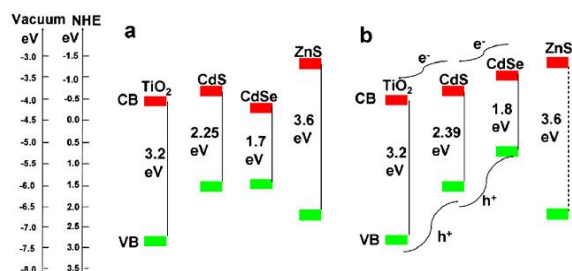 Vacuum NHE
eV eV
-3.0
-3.5
-4.0
-4.5
-5.0
-5.5
-6.0
-6.5
-7.0
-7.5
-8.0
-1.5
-1.0
-0.5
0.0
0.5
1.0
1.5
2.0
2.5
3.0
3.5
a
CB
VB
TiO2
3.2
eV
CdS
2.25
eV
CdSe
1.7
eV
ZnS
3.6
eV
b
CB
VB
e-
e-
TiO2
3.2
eV
CdS
2.39
eV
CdSe
1.8
eV
ZnS
3.6
eV
h+
h+